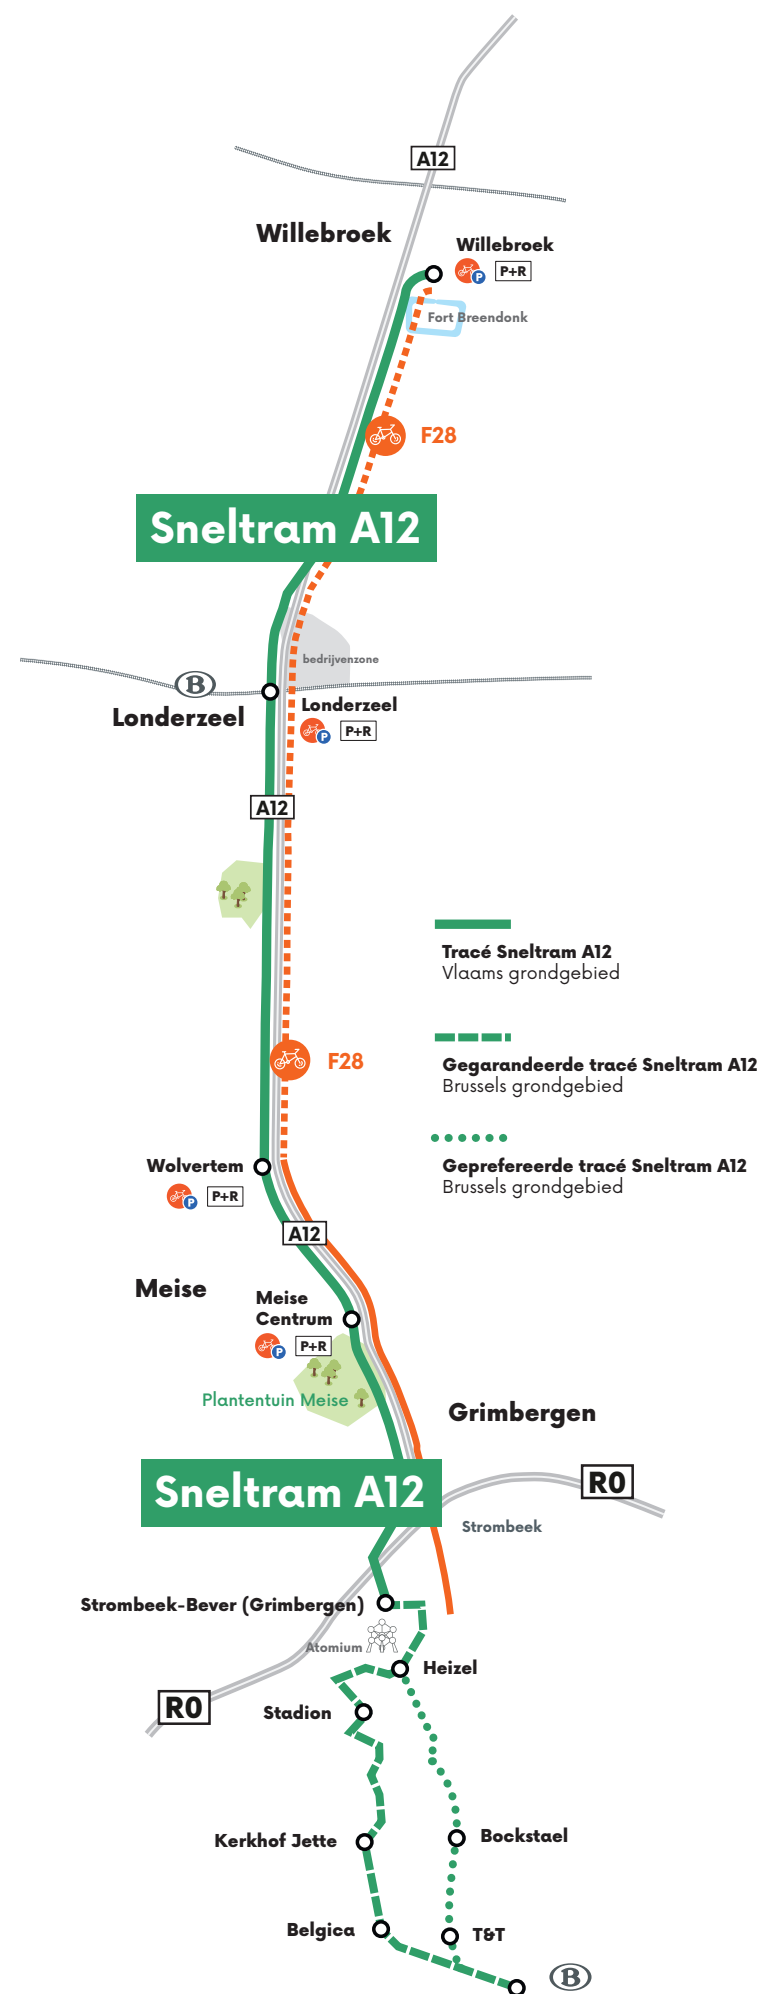 A12
Willebroek
Willebroek
P
P+R
Fort Breendonk
F28
Sneltram A12
bedrijvenzone
B
Londerzeel
Londerzeel
P
P+R
A12
Tracé Sneltram A12
Vlaams grondgebied
Gegarandeerde tracé Sneltram A12
Brussels grondgebied
F28
Geprefereerde tracé Sneltram A12
Brussels grondgebied
Wolvertem
P
P+R
A12
Meise
Meise
Centrum
P
P+R
Plantentuin Meise
Grimbergen
Sneltram A12
R0
Strombeek
Strombeek-Bever (Grimbergen)
Atomium
Heizel
R0
Stadion
Kerkhof Jette
Bockstael
Belgica
T&T
B